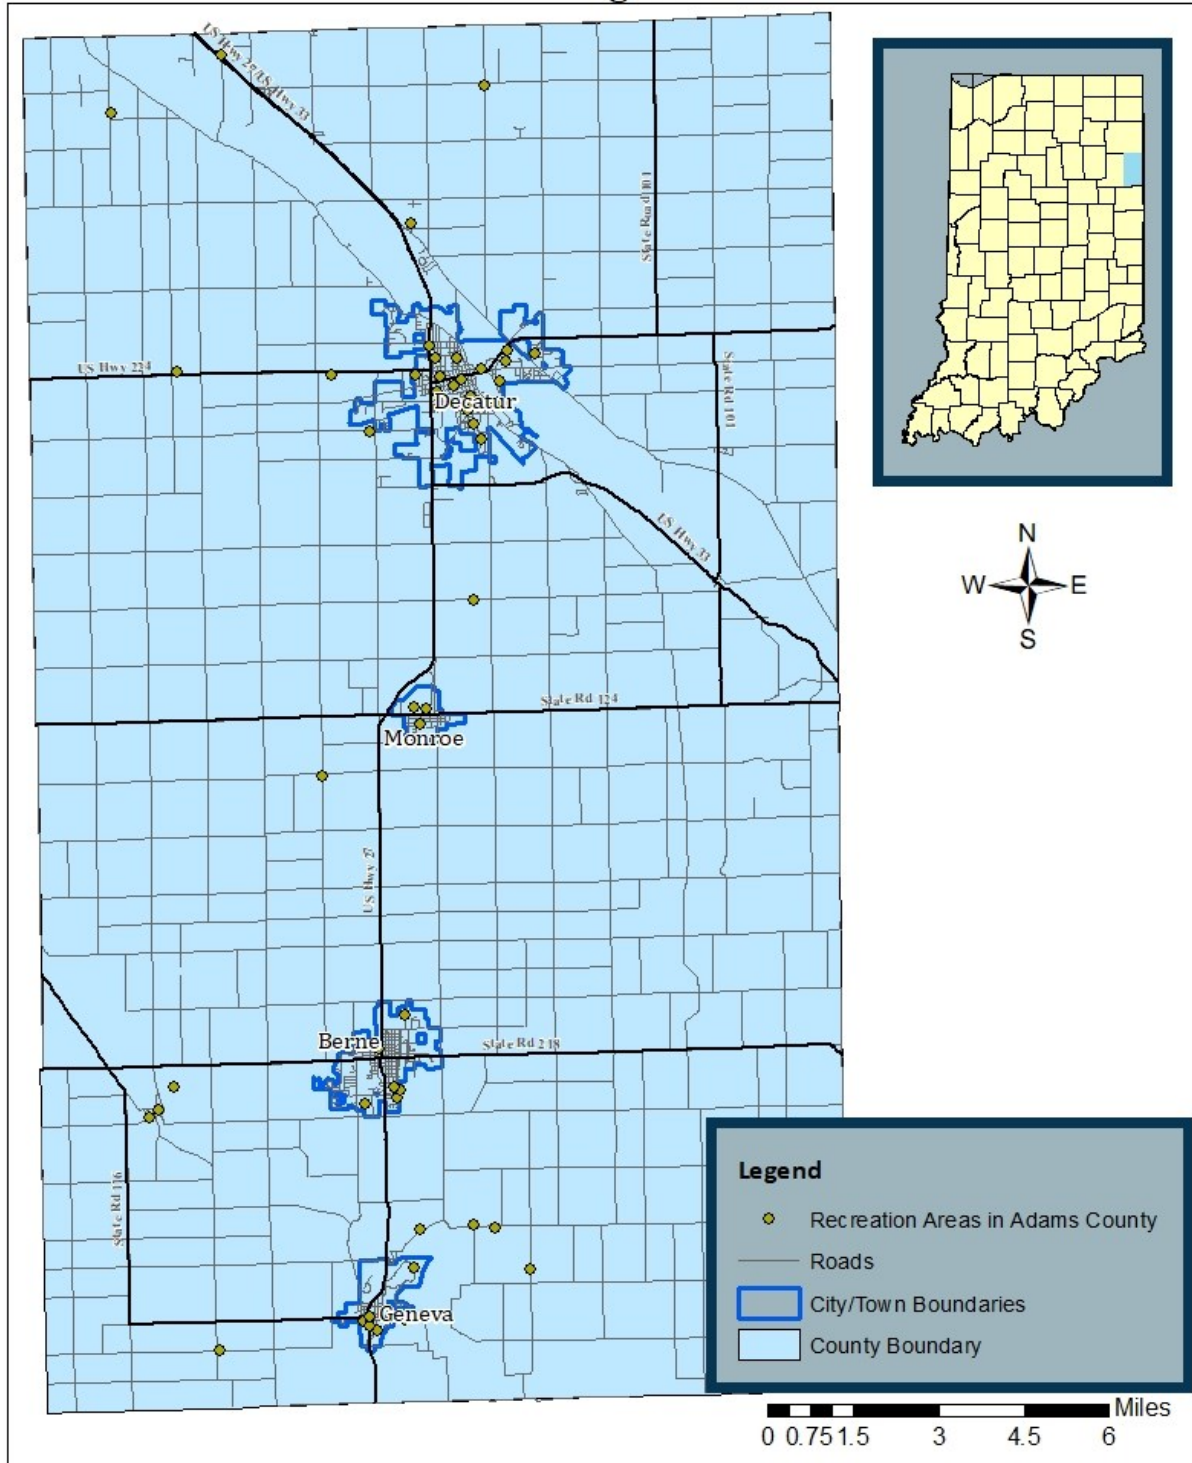 US Hwy 27/US Hwy 33
State Road 101
US Hwy 224
State Rd 101
Decatur
US Hwy 33
N
W E
S
State Rd 124
Monroe
US Hwy 27
Berne
State Rd 218
State Rd 116
Geneva
Legend
Recreation Areas in Adams County
Roads
City/Town Boundaries
County Boundary
Miles
0 0.75 1.5 3 4.5 6